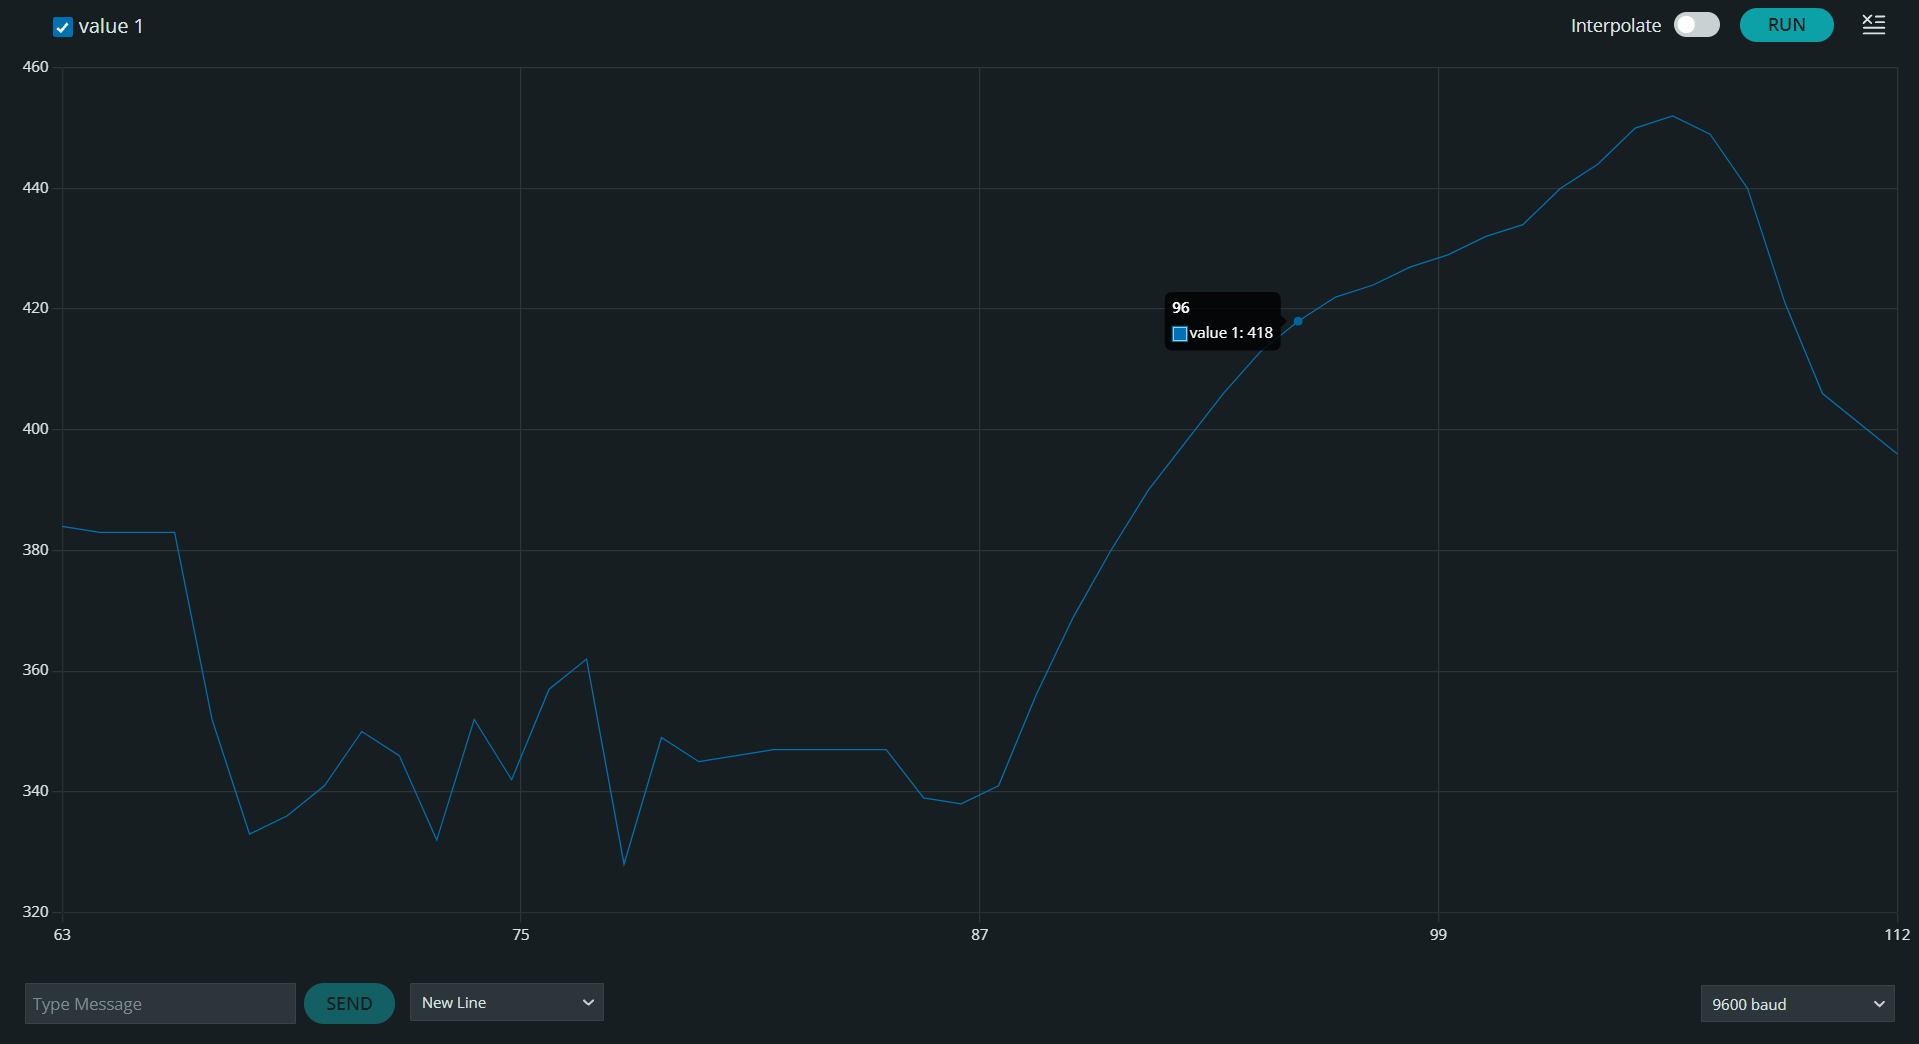 value 1
Interpolate
RUN
460
440
420
400
380
360
340
320
96
value 1: 418
63
75
87
99
112
Type Message
SEND
New Line
9600 baud